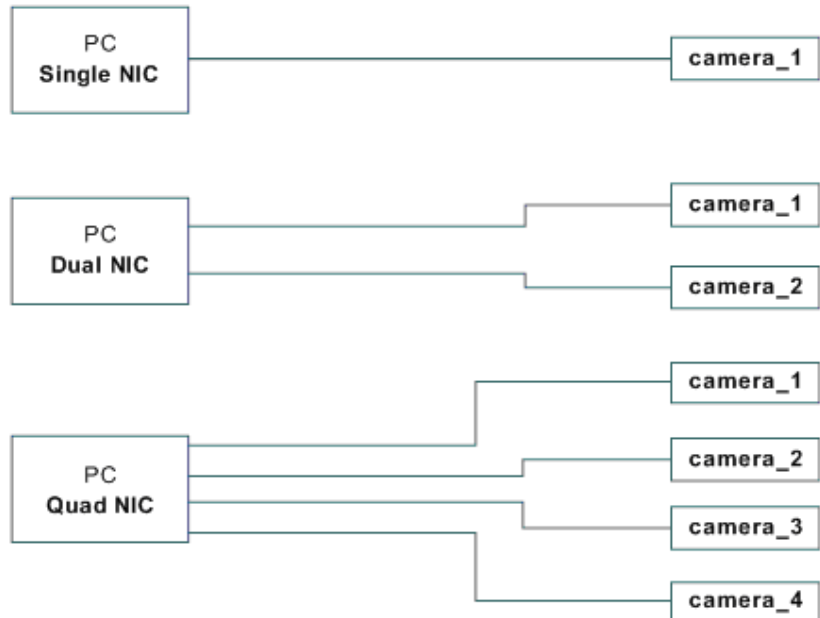 PC
Single NIC
camera_1
PC
Dual NIC
camera_1
camera_2
PC
Quad NIC
camera_1
camera_2
camera_3
camera_4